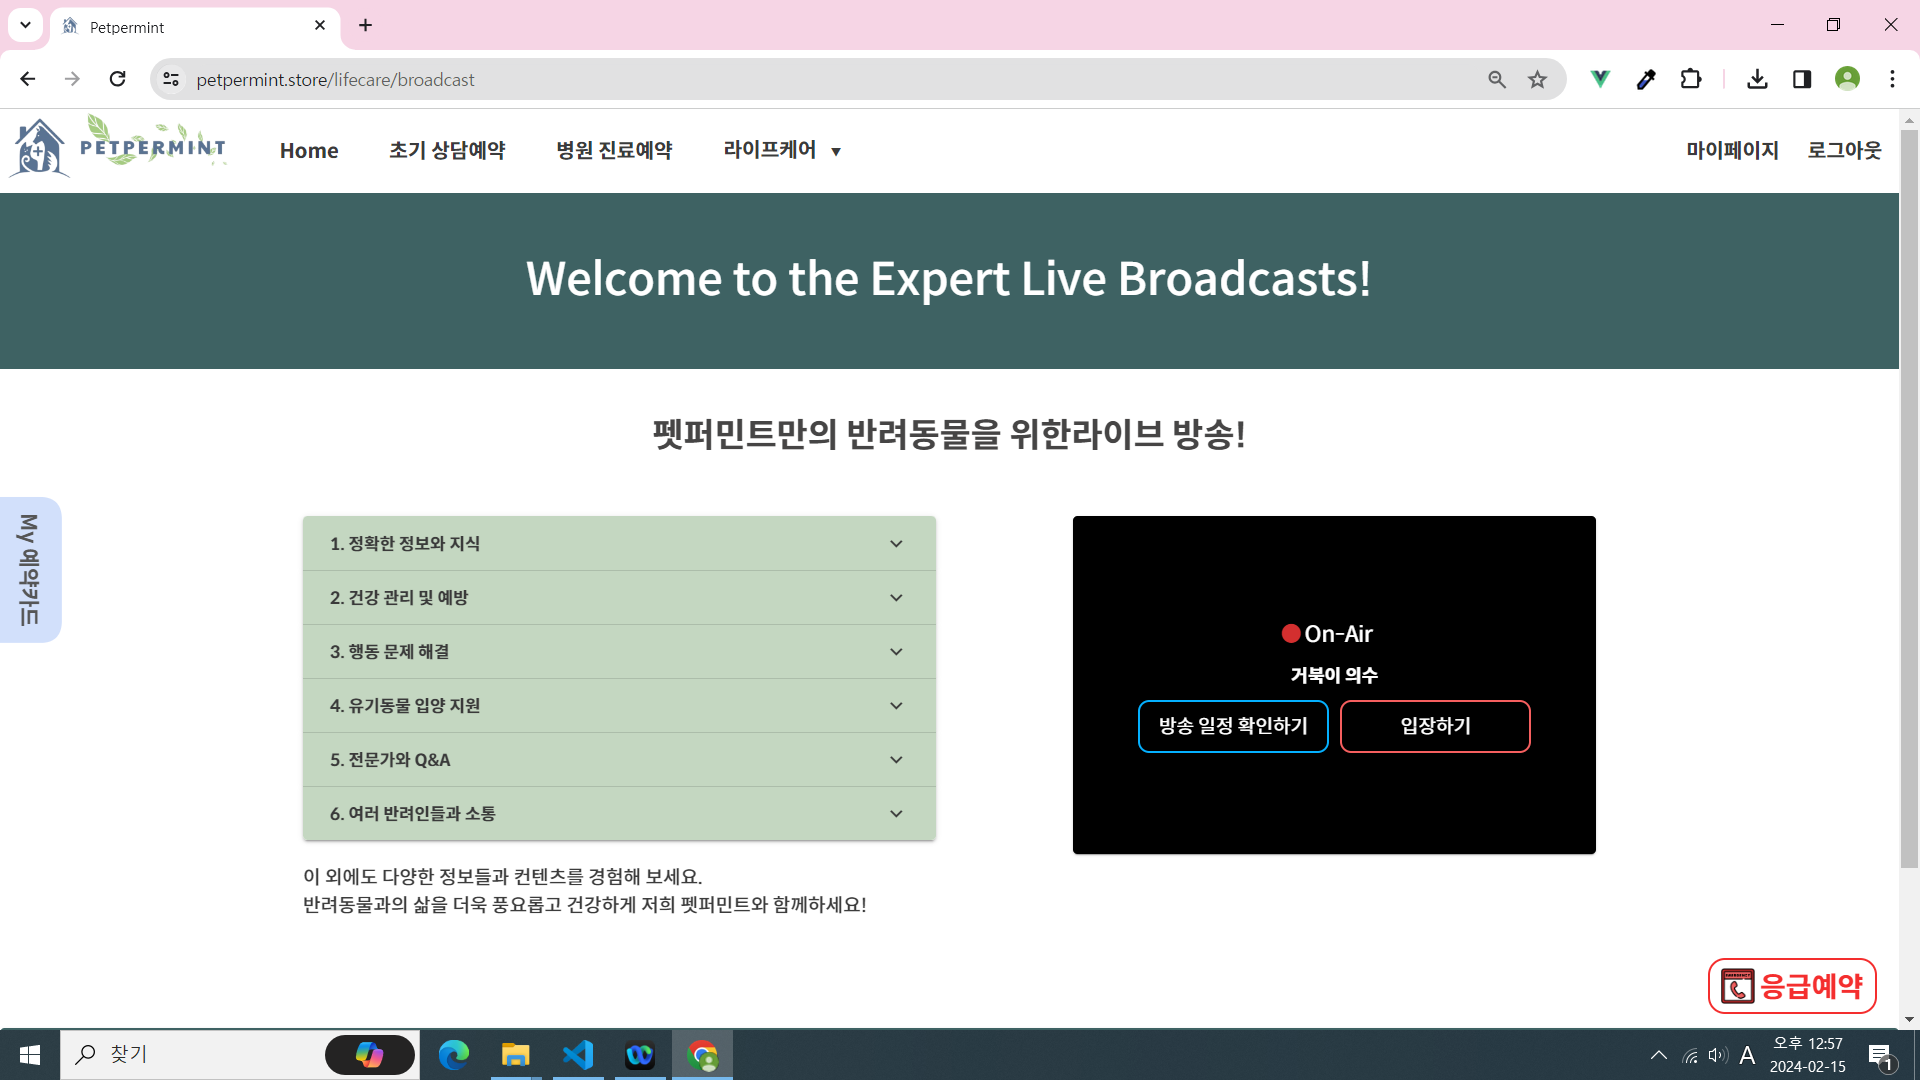 Petpermint
petpermint.store/lifecare/broadcast
PETPERMINT
Home
초기 상담예약
병원 진료예약
라이프케어 ▼
마이페이지
로그아웃
Welcome to the Expert Live Broadcasts!
펫퍼민트만의 반려동물을 위한라이브 방송!
My 예약카드
1. 정확한 정보와 지식
2. 건강 관리 및 예방
3. 행동 문제 해결
4. 유기동물 입양 지원
5. 전문가와 Q&A
6. 여러 반려인들과 소통
이 외에도 다양한 정보들과 컨텐츠를 경험해 보세요.
반려동물과의 삶을 더욱 풍요롭고 건강하게 저희 펫퍼민트와 함께하세요!
On-Air
거북이 의수
방송 일정 확인하기
입장하기
응급예약
찾기
A
오후 12:57
2024-02-15
1